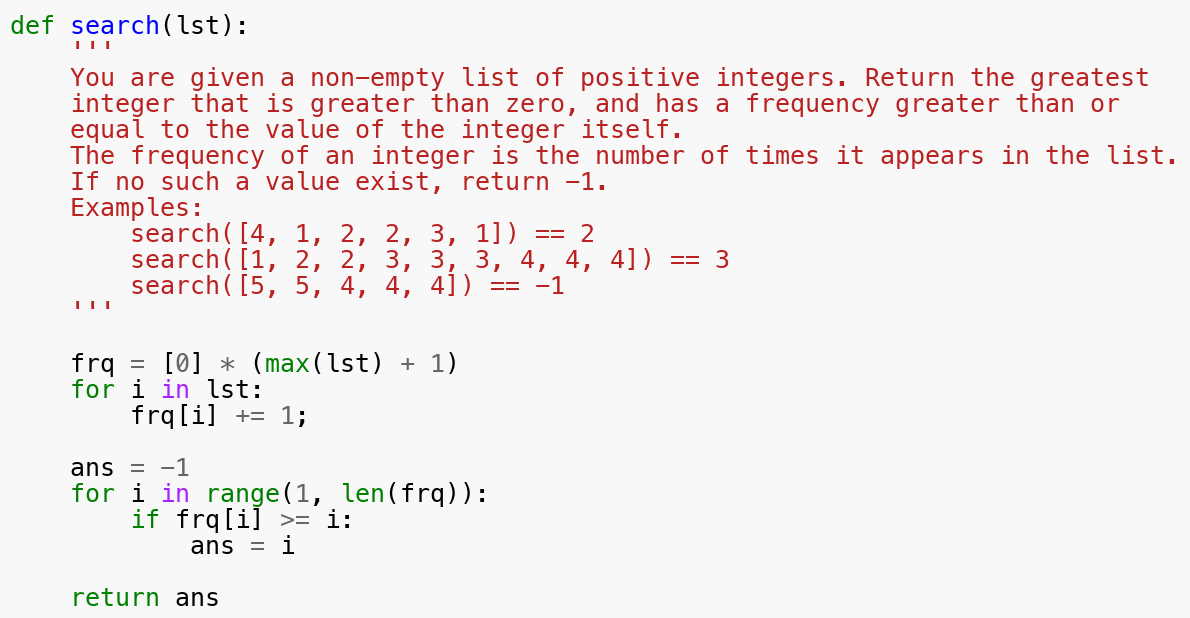 def search(lst):
    '''
    You are given a non-empty list of positive integers. Return the greatest
    integer that is greater than zero, and has a frequency greater than or
    equal to the value of the integer itself.
    The frequency of an integer is the number of times it appears in the list.
    If no such a value exist, return -1.
    Examples:
        search([4, 1, 2, 2, 3, 1]) == 2
        search([1, 2, 2, 3, 3, 3, 4, 4, 4]) == 3
        search([5, 5, 4, 4, 4]) == -1
    '''

    frq = [0] * (max(lst) + 1)
    for i in lst:
        frq[i] += 1;

    ans = -1
    for i in range(1, len(frq)):
        if frq[i] >= i:
            ans = i

    return ans